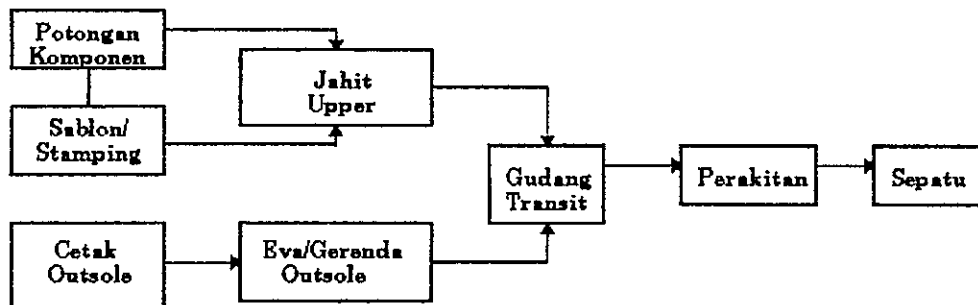 Potongan
Komponen
Jahit
Upper
Sablon/
Stamping
Gudang
Transit
Perakitan
Sepatu
Cetak
Outsole
Eva/Gerenda
Outsole